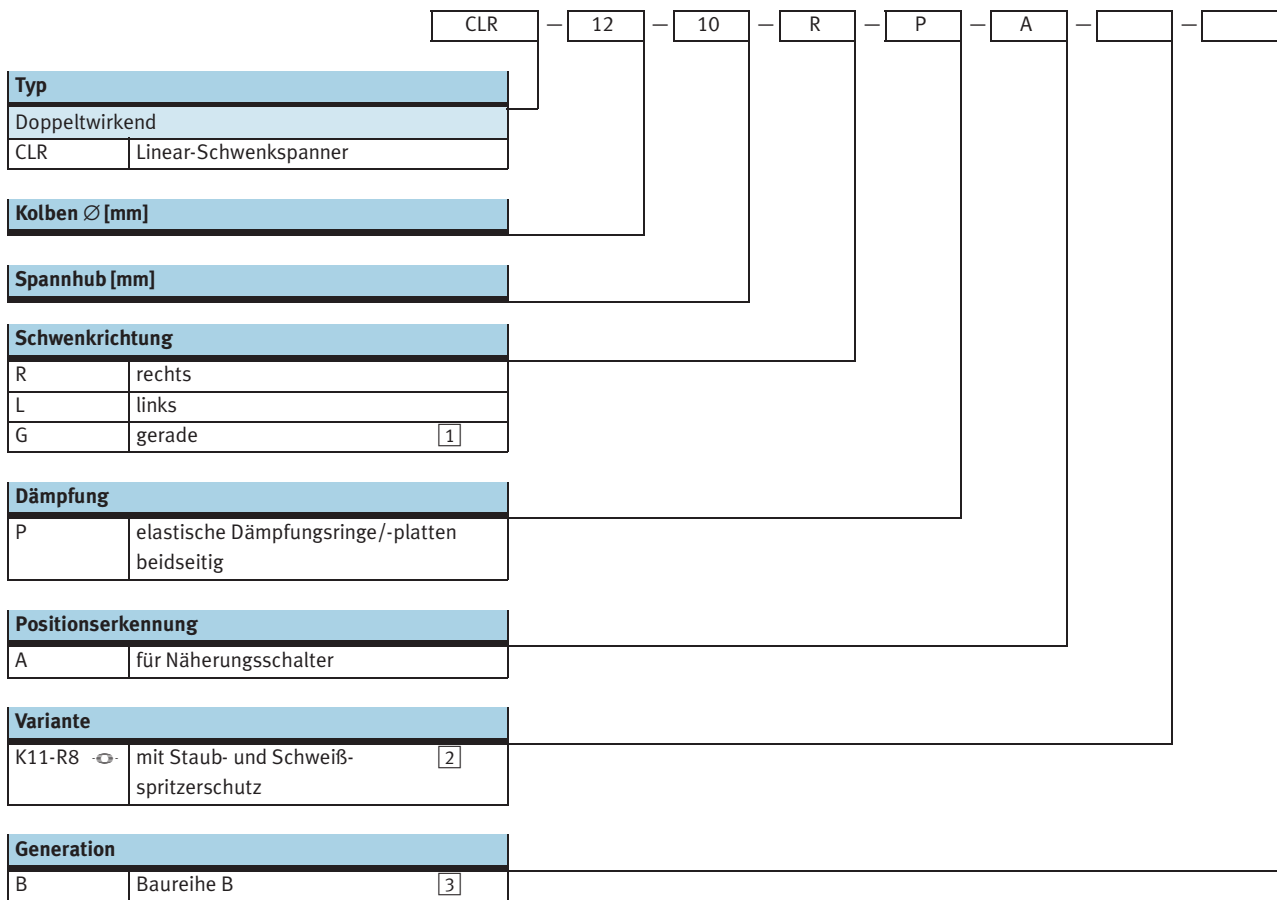 CLR — 12 — 10 — R — P — A — —
Typ
Doppeltwirkend
CLR Linear-Schwenkspanner
Kolben ∅ [mm]
Spannhub [mm]
Schwenkrichtung
R rechts
L links
G gerade 1
Dämpfung
P elastische Dämpfungsringe/-platten
beidseitig
Positionserkennung
A für Näherungsschalter
Variante
K11-R8 mit Staub- und Schweiß- 2
spritzerschutz
Generation
B Baureihe B 3